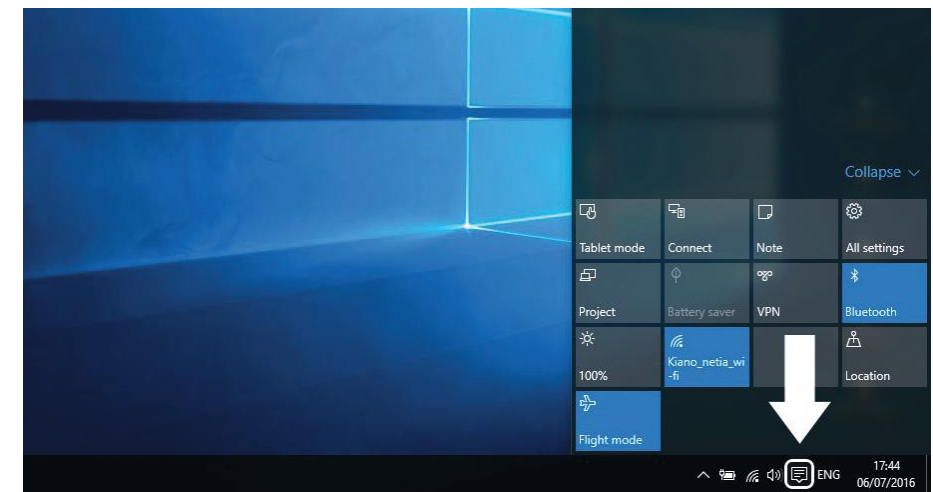 Collapse
Tablet mode
Connect
Note
All settings
Project
Battery saver
VPN
Bluetooth
100%
Kiano_netia_wi
-fi
Location
Flight mode
ENG
17:44
06/07/2016